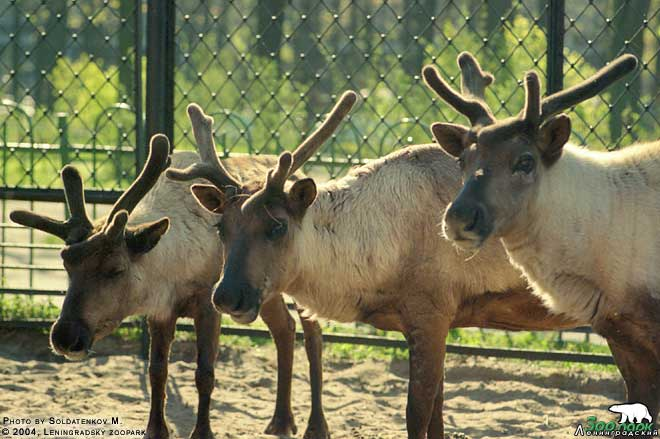 Photo by Soldatenkov M.
© 2004, Leningradsky zoopark
Зоопарк
Ленинградский